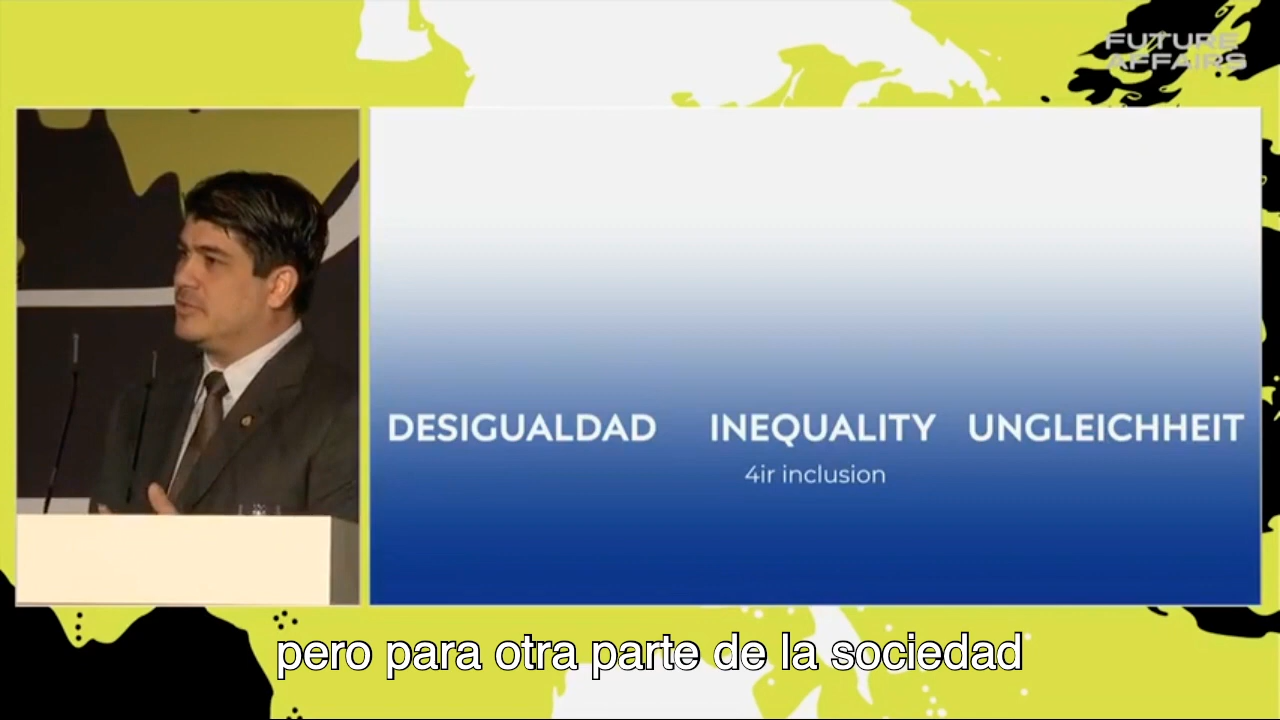 FUTURE
AFFAIRS
DESIGUALDAD INEQUALITY UNGLEICHHEIT
4ir inclusion
pero para otra parte de la sociedad